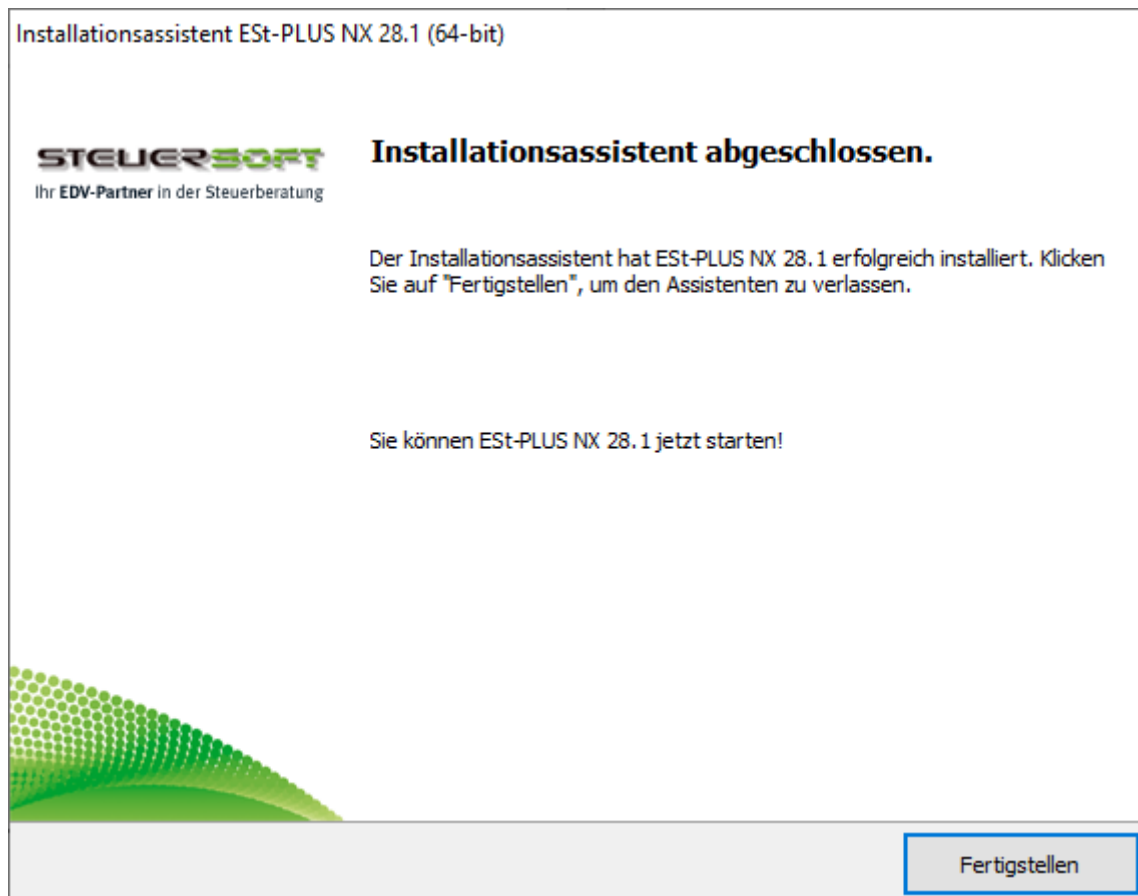 Installationsassistent ESt-PLUS NX 28.1 (64-bit)
STEUERSOFT
Ihr EDV-Partner in der Steuerberatung
Installationsassistent abgeschlossen.
Der Installationsassistent hat ESt-PLUS NX 28.1 erfolgreich installiert. Klicken
Sie auf "Fertigstellen", um den Assistenten zu verlassen.
Sie können ESt-PLUS NX 28.1 jetzt starten!
Fertigstellen